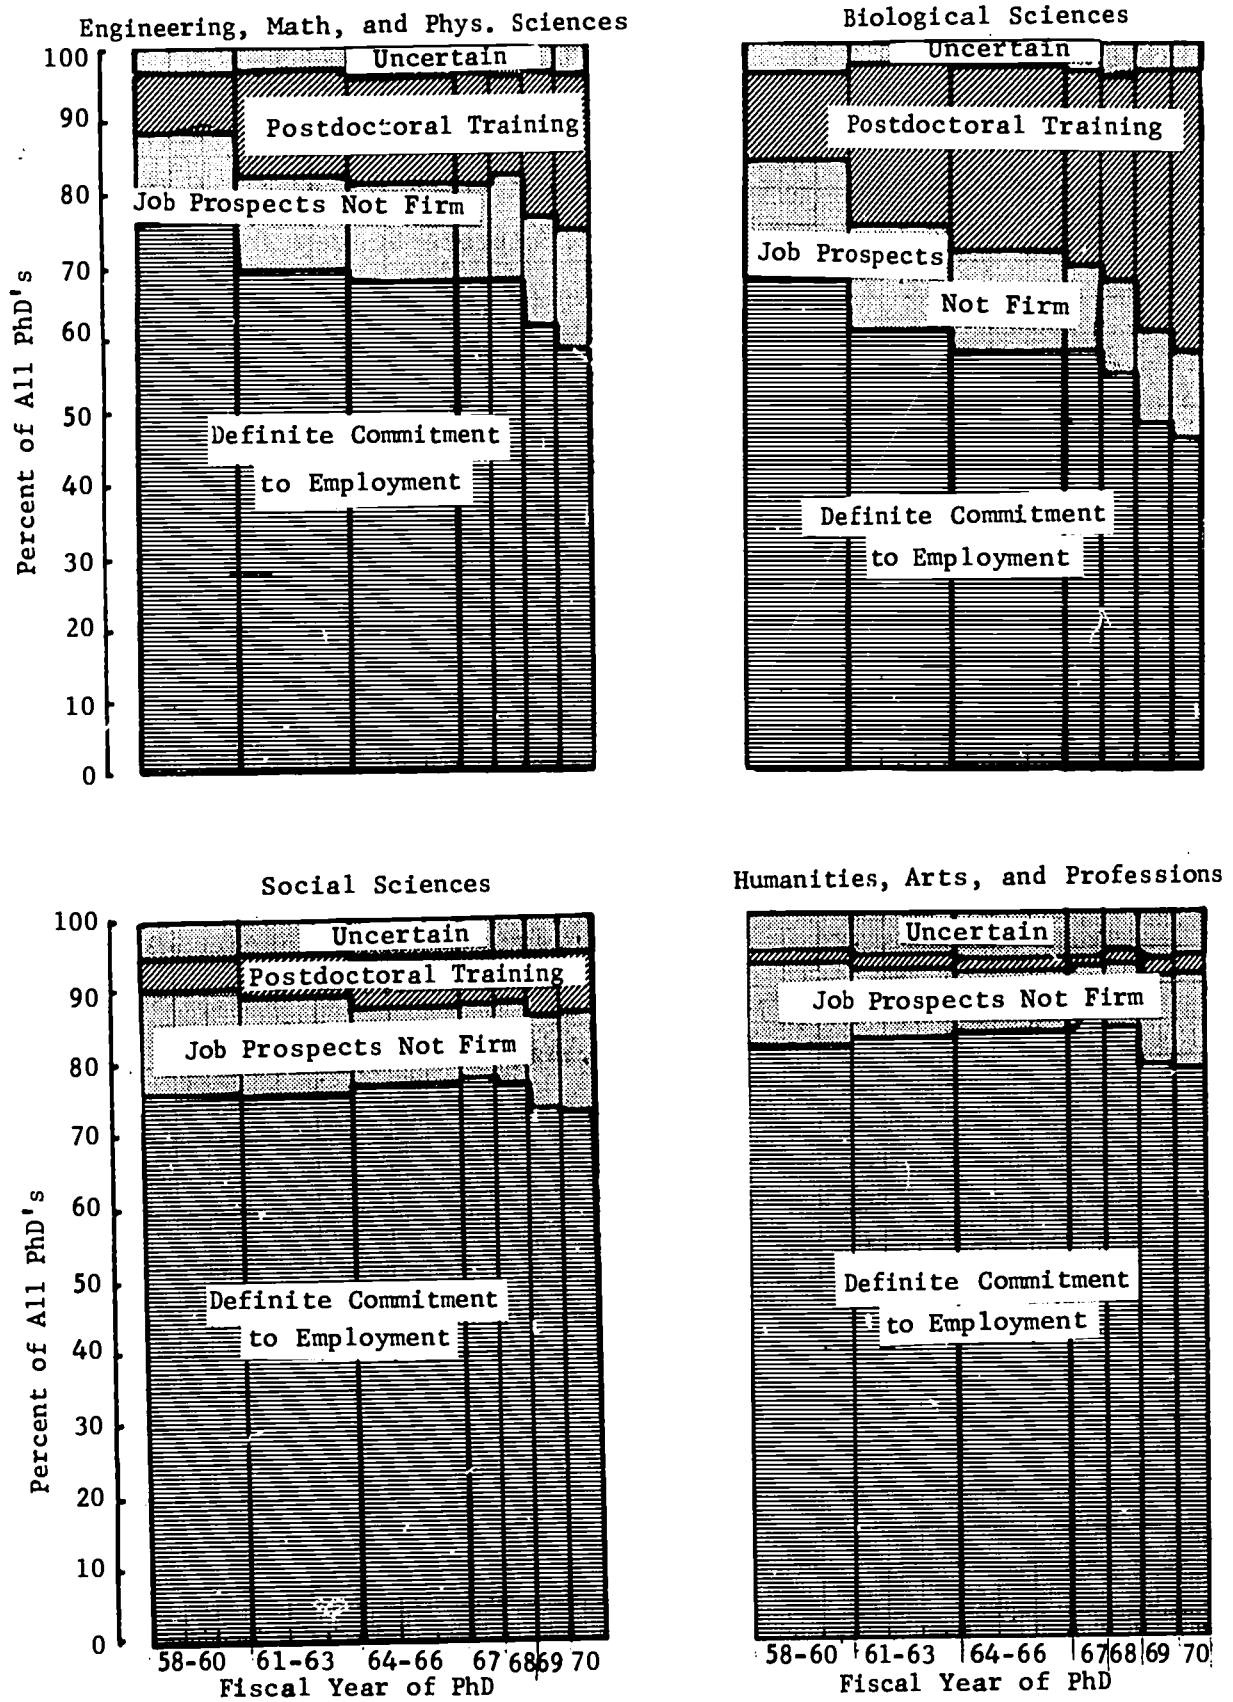 Engineering, Math, and Phys. Sciences
100
90
80
70
60
50
40
30
20
10
0
Percent of All PhD's
Uncertain
Postdoctoral Training
Job Prospects Not Firm
Definite Commitment
to Employment
Biological Sciences
Uncertain
Postdoctoral Training
Job Prospects
Not Firm
Definite Commitment
to Employment
Social Sciences
100
90
80
70
60
50
40
30
20
10
0
Percent of All PhD's
Uncertain
Postdoctoral Training
Job Prospects Not Firm
Definite Commitment
to Employment
58-60 61-63 64-66 67 68 69 70
Fiscal Year of PhD
Humanities, Arts, and Professions
Uncertain
Job Prospects Not Firm
Definite Commitment
to Employment
58-60 61-63 64-66 67 68 69 70
Fiscal Year of PhD